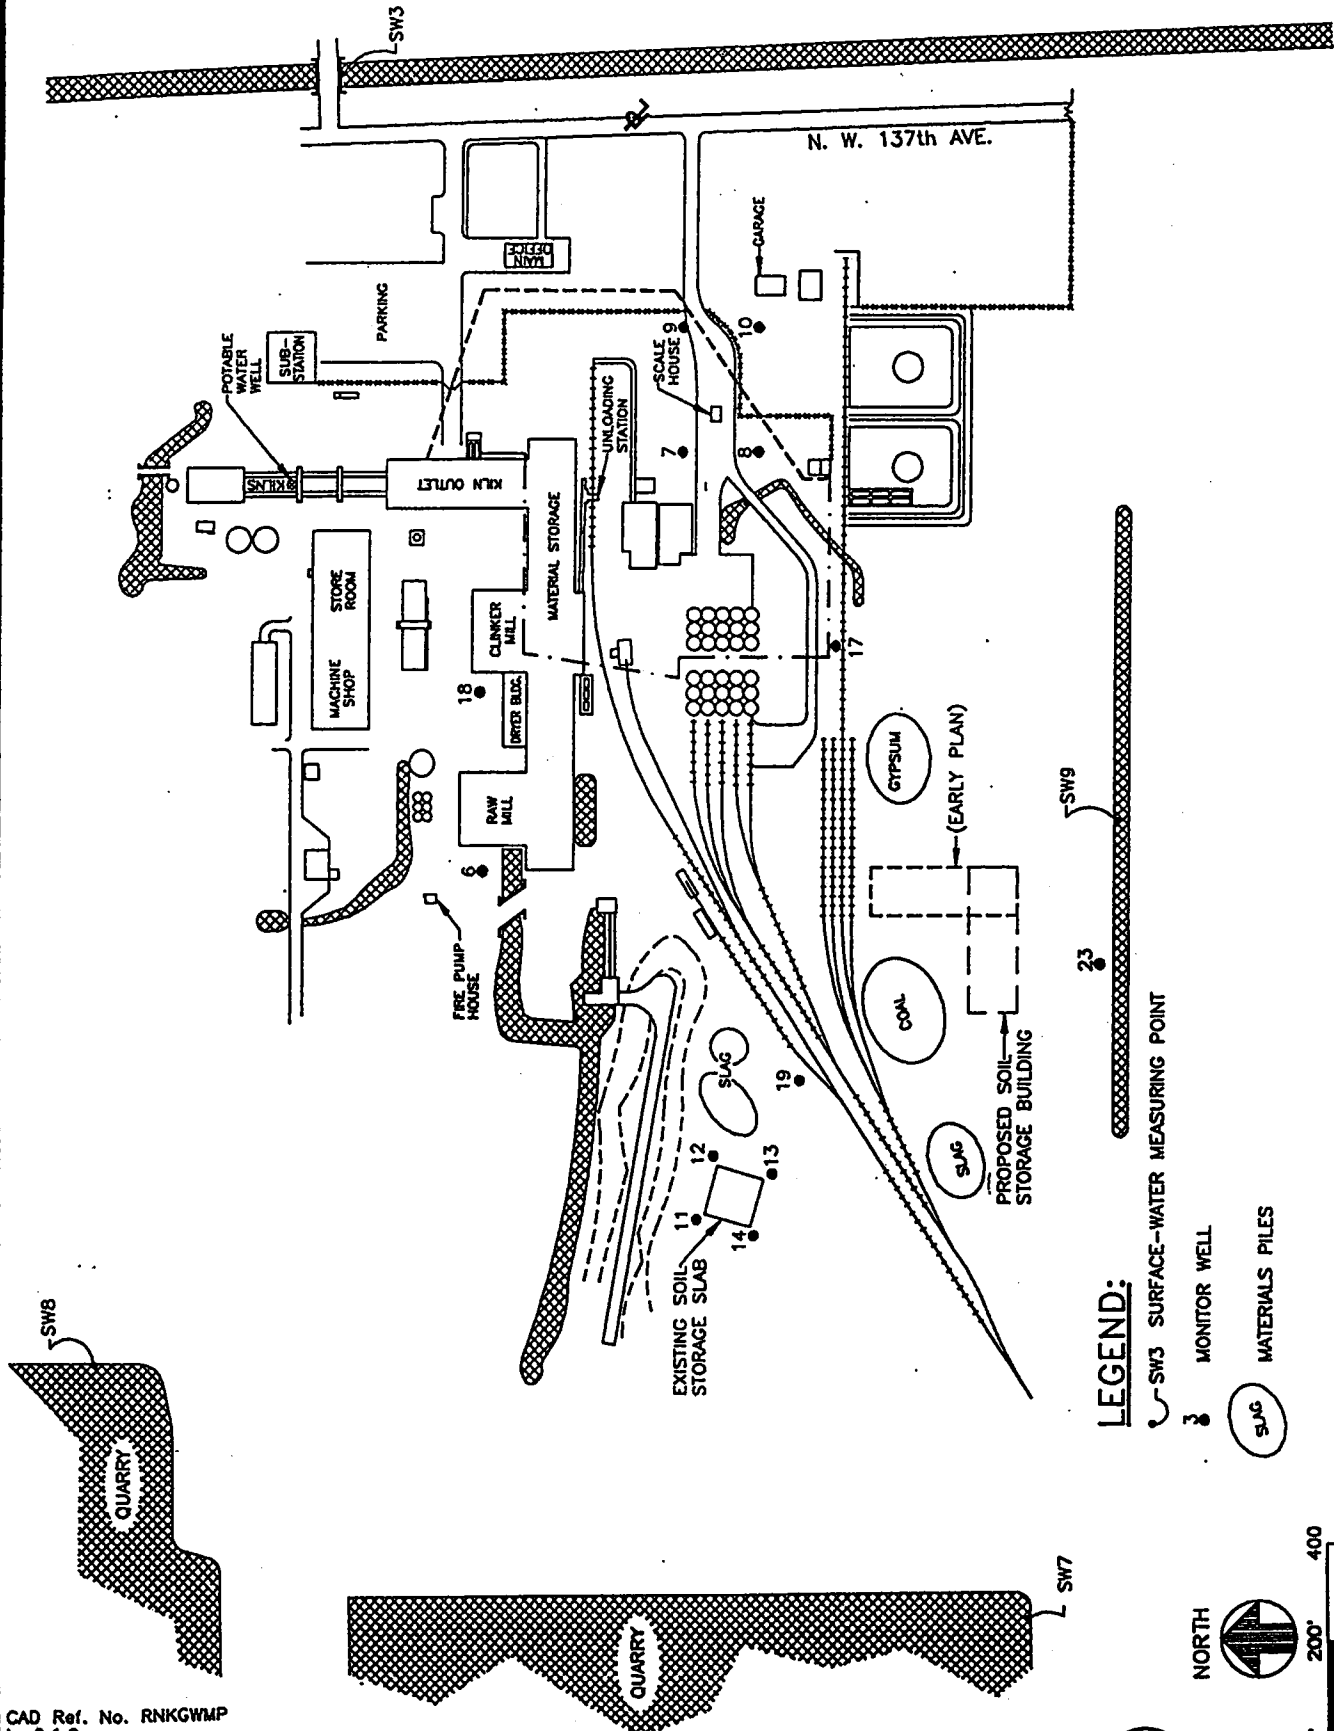 SW3
N. W. 137th AVE.
GARAGE
MAIN
OFFICE
PARKING
POTABLE
WATER
WELL
SUB-
STATION
9
10
SCALE
HOUSE
UNLOADING
STATION
7
8
KILNS
KILN OUTLET
MATERIAL STORAGE
STORE
ROOM
MACHINE
SHOP
CLINKER
MILL
18
DRYER BLDG.
17
RAW
MILL
6
GYPSUM
(EARLY PLAN)
SW9
FIRE PUMP
HOUSE
COAL
23
SLAG
19
12
13
11
14
SLAG
PROPOSED SOIL
STORAGE BUILDING
EXISTING SOIL
STORAGE SLAB
SW8
QUARRY
QUARRY
SW7
LEGEND:
SW3 SURFACE-WATER MEASURING POINT
3 MONITOR WELL
SLAG MATERIALS PILES
NORTH
200'
400
CAD Ref. No. RNKGWMP